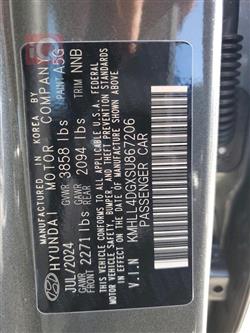 MANUFACTURED IN KOREA BY
HYUNDAI MOTOR COMPANY
JUL/2024 GVWR 3858 lbs PAINT A5G
GAWR FRONT 2271 lbs GAWR REAR 2094 lbs TRIM NNB
THIS VEHICLE CONFORMS TO ALL APPLICABLE U.S.A. FEDERAL
MOTOR VEHICLE SAFETY, BUMPER, AND THEFT PREVENTION STANDARDS
IN EFFECT ON THE DATE OF MANUFACTURE SHOWN ABOVE.
V.I.N KMHLL4DGXSU867206
PASSENGER CAR